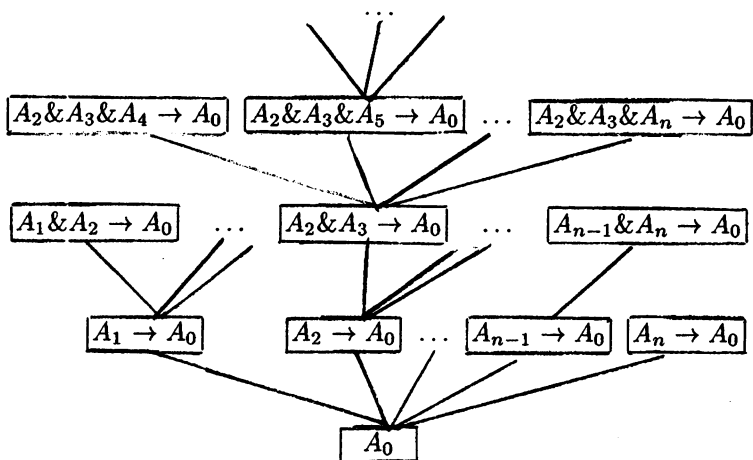 ...
A₂&A₃&A₄ → A₀ A₂&A₃&A₅ → A₀ ... A₂&A₃&Aₙ → A₀
A₁&A₂ → A₀ ... A₂&A₃ → A₀ ... Aₙ₋₁&Aₙ → A₀
A₁ → A₀ A₂ → A₀ ... Aₙ₋₁ → A₀ Aₙ → A₀
A₀